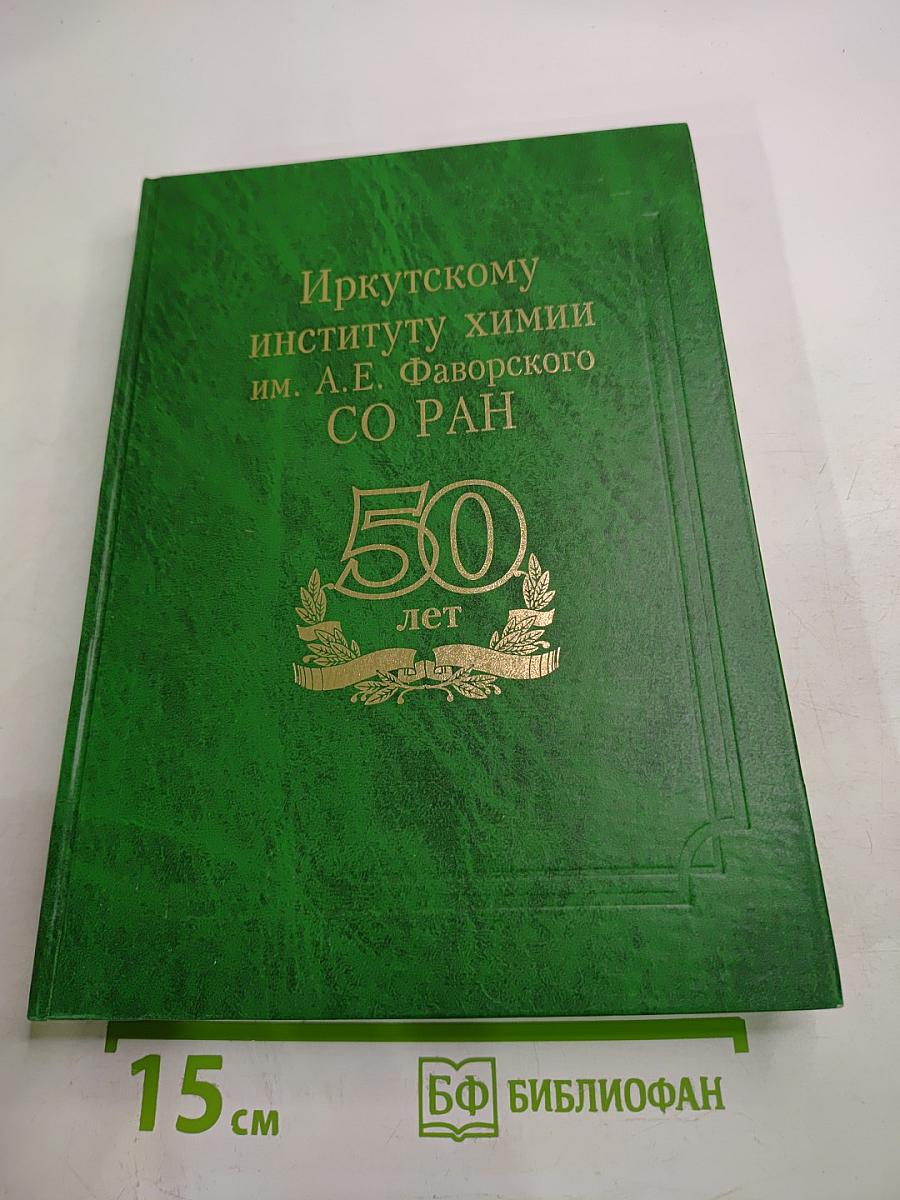 Иркутскому
институту химии
им. А.Е. Фаворского
СО РАН
50
лет
15 см
БФ БИБЛИОФАН